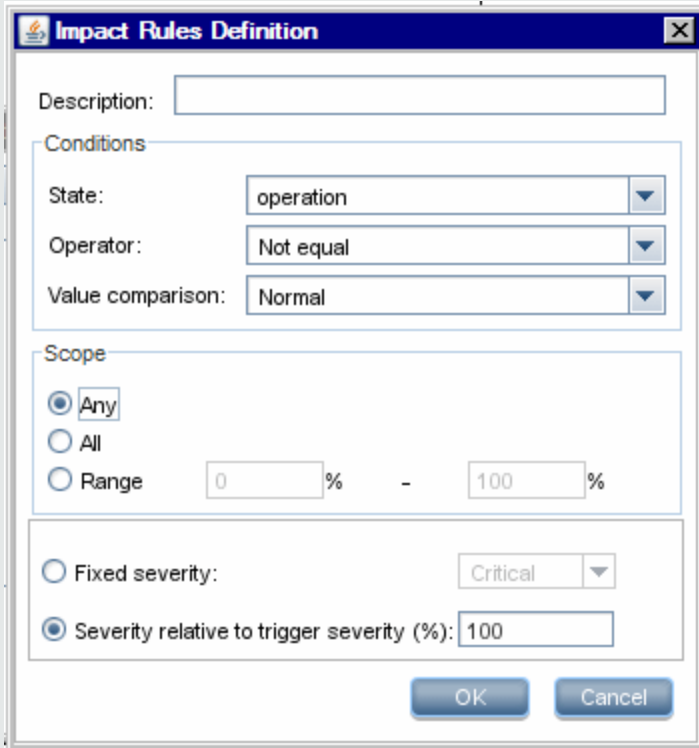 Impact Rules Definition
Description:
Conditions
State: operation
Operator: Not equal
Value comparison: Normal
Scope
Any
All
Range 0 % - 100 %
Fixed severity: Critical
Severity relative to trigger severity (%): 100
OK Cancel